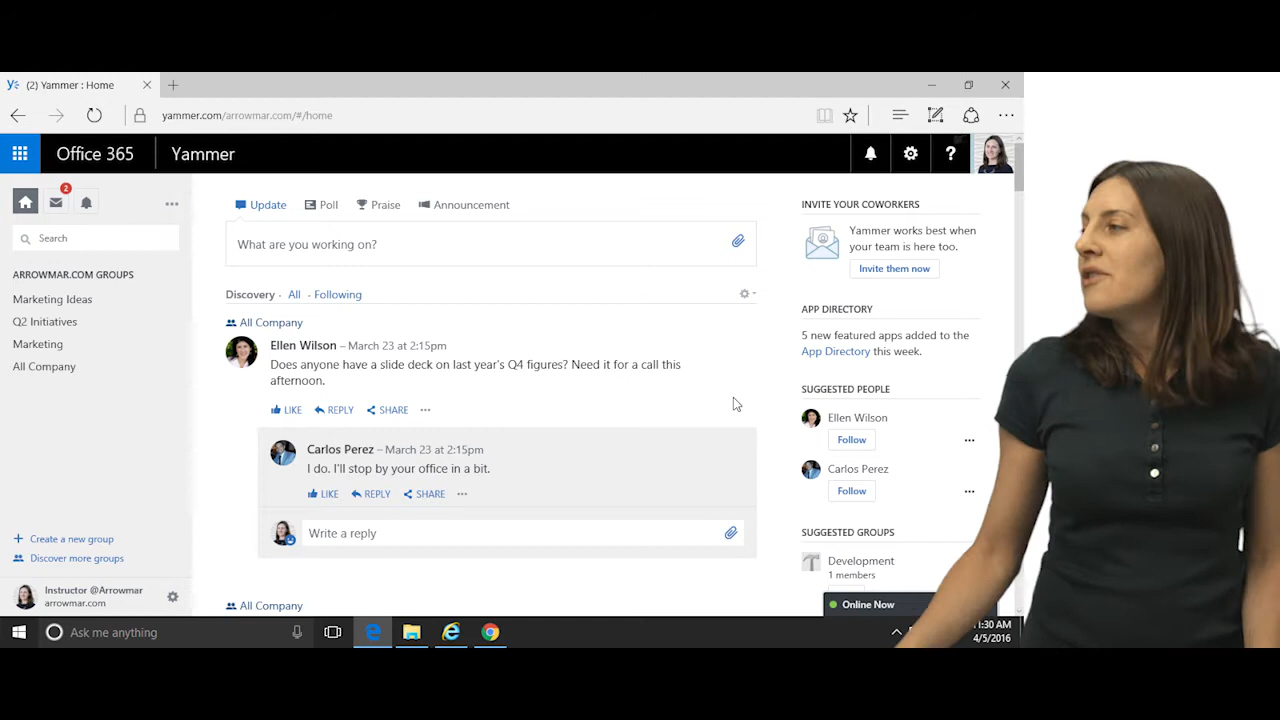 (2) Yammer : Home
yammer.com/arrowmar.com/#/home
Office 365
Yammer
?
2
Search
ARROWMAR.COM GROUPS
Marketing Ideas
Q2 Initiatives
Marketing
All Company
Create a new group
Discover more groups
Instructor @Arrowmar
arrowmar.com
Update Poll Praise Announcement
What are you working on?
Discovery · All · Following
All Company
Ellen Wilson – March 23 at 2:15pm
Does anyone have a slide deck on last year's Q4 figures? Need it for a call this
afternoon.
LIKE REPLY SHARE
Carlos Perez – March 23 at 2:15pm
I do. I'll stop by your office in a bit.
LIKE REPLY SHARE
Write a reply
All Company
INVITE YOUR COWORKERS
Yammer works best when
your team is here too.
Invite them now
APP DIRECTORY
5 new featured apps added to the
App Directory this week.
SUGGESTED PEOPLE
Ellen Wilson
Follow
Carlos Perez
Follow
SUGGESTED GROUPS
Development
1 members
Online Now
Ask me anything
1:30 AM
4/5/2016